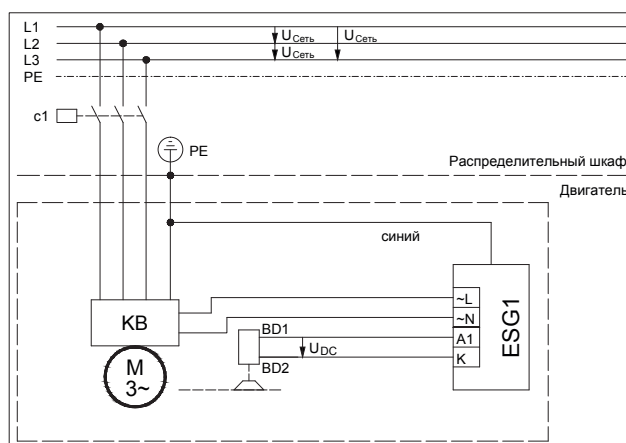 L1
L2
L3
PE
UСеть
UСеть
UСеть
c1
PE
Распределительный шкаф
Двигатель
синий
KB
M
3~
BD1
UDC
BD2
~L
~N
A1
K
ESG1